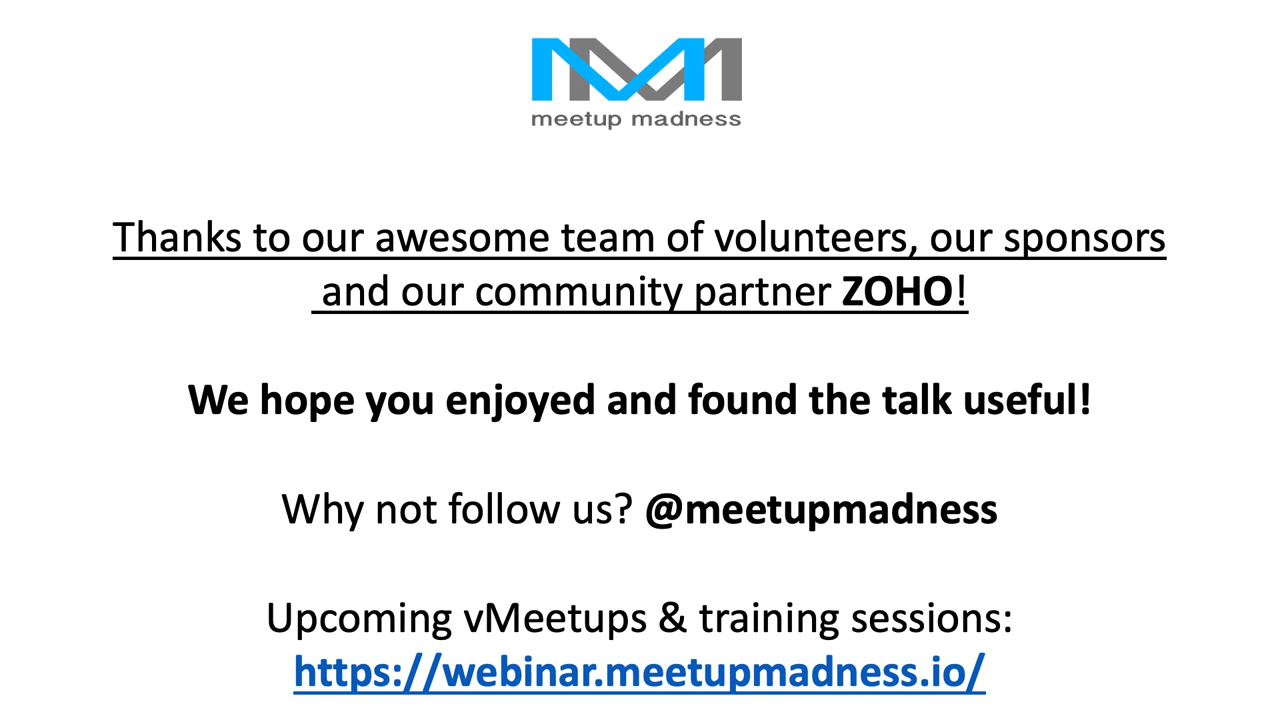 meetup madness
Thanks to our awesome team of volunteers, our sponsors
and our community partner ZOHO!
We hope you enjoyed and found the talk useful!
Why not follow us? @meetupmadness
Upcoming vMeetups & training sessions:
https://webinar.meetupmadness.io/